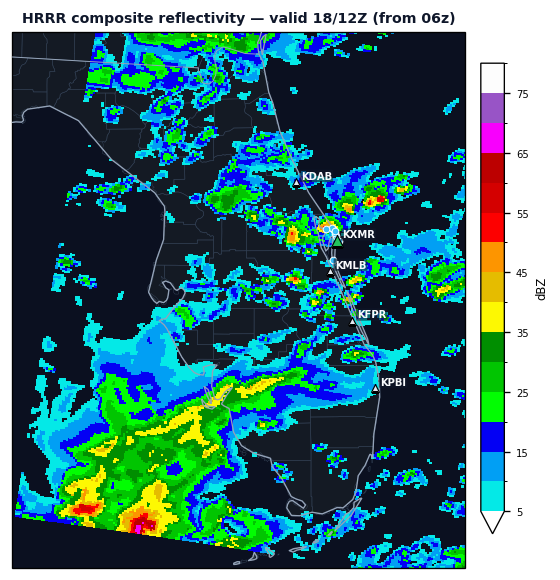 HRRR composite reflectivity — valid 18/12Z (from 06z)
KDAB
KXMR
KMLB
KFPR
KPBI
75
65
55
45
35
25
15
5
dBZ